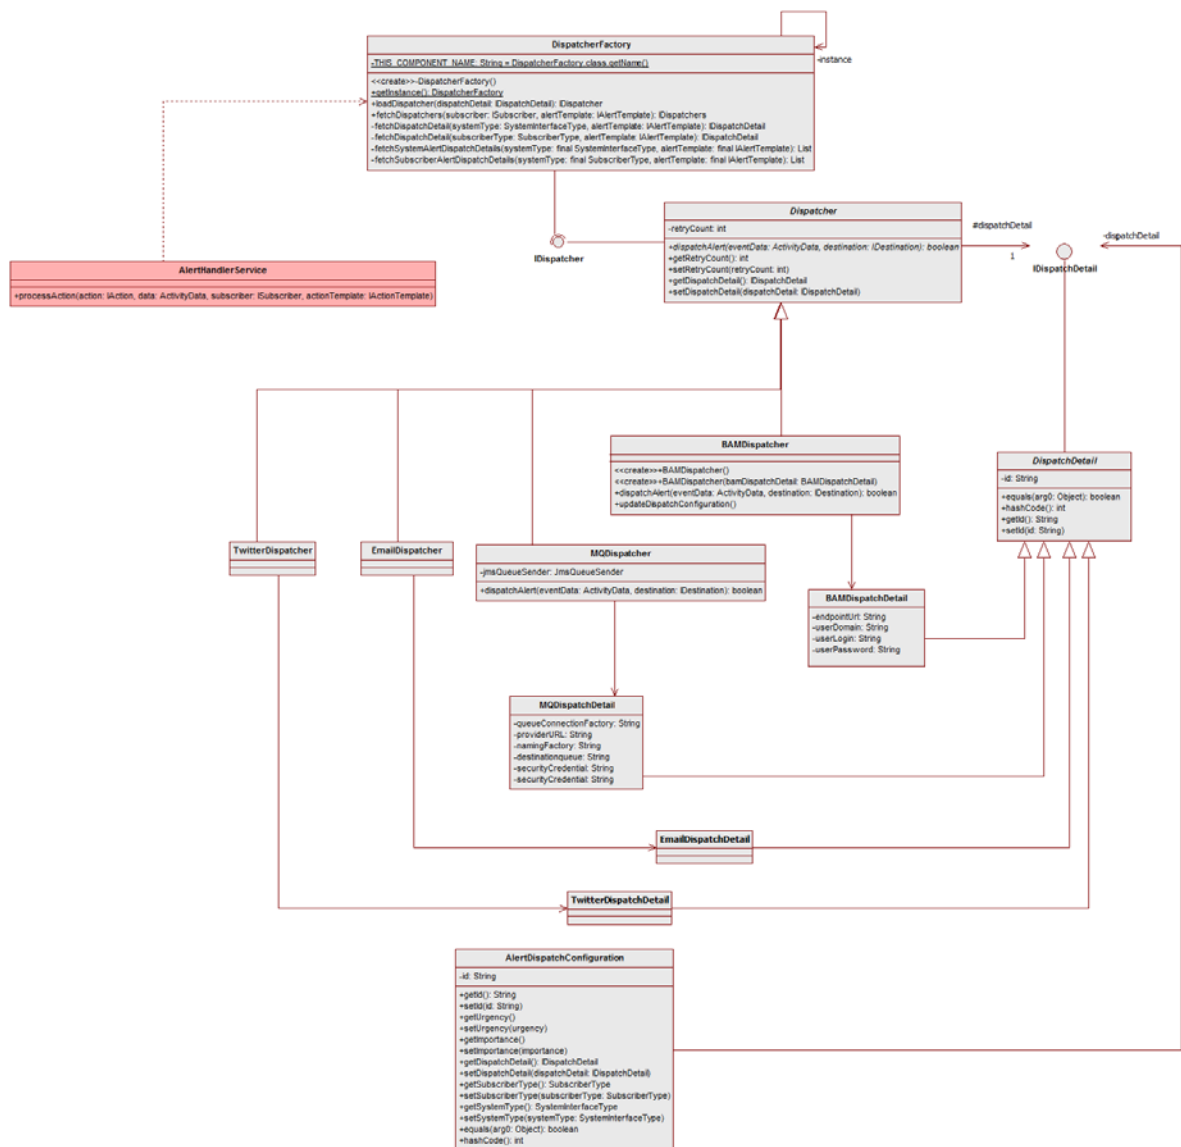 DispatcherFactory
-THIS_COMPONENT_NAME: String = DispatcherFactory.class.getName()
<<create>>-DispatcherFactory()
+getInstance(): DispatcherFactory
+loadDispatcher(dispatchDetail: IDispatchDetail): IDispatcher
+fetchDispatchers(subscriber: ISubscriber, alertTemplate: IAlertTemplate): IDispatchers
-fetchDispatchDetail(systemType: SystemInterfaceType, alertTemplate: IAlertTemplate): IDispatchDetail
-fetchDispatchDetail(subscriberType: SubscriberType, alertTemplate: IAlertTemplate): IDispatchDetail
-fetchSystemAlertDispatchDetails(systemType: final SystemInterfaceType, alertTemplate: final IAlertTemplate): List
-fetchSubscriberAlertDispatchDetails(systemType: final SubscriberType, alertTemplate: final IAlertTemplate): List
-instance
IDispatcher
Dispatcher
-retryCount: int
+dispatchAlert(eventData: ActivityData, destination: IDestination): boolean
+getRetryCount(): int
+setRetryCount(retryCount: int)
+getDispatchDetail(): IDispatchDetail
+setDispatchDetail(dispatchDetail: IDispatchDetail)
#dispatchDetail
1
-dispatchDetail
IDispatchDetail
AlertHandlerService
+processAction(action: IAction, data: ActivityData, subscriber: ISubscriber, actionTemplate: IActionTemplate)
BAMDispatcher
<<create>>+BAMDispatcher()
<<create>>+BAMDispatcher(bamDispatchDetail: BAMDispatchDetail)
+dispatchAlert(eventData: ActivityData, destination: IDestination): boolean
+updateDispatchConfiguration()
DispatchDetail
-id: String
+equals(arg0: Object): boolean
+hashCode(): int
+getId(): String
+setId(id: String)
TwitterDispatcher
EmailDispatcher
MQDispatcher
-jmsQueueSender: JmsQueueSender
+dispatchAlert(eventData: ActivityData, destination: IDestination): boolean
BAMDispatchDetail
-endpointUrl: String
-userDomain: String
-userLogin: String
-userPassword: String
MQDispatchDetail
-queueConnectionFactory: String
-providerURL: String
-namingFactory: String
-destinationqueue: String
-securityCredential: String
-securityCredential: String
EmailDispatchDetail
TwitterDispatchDetail
AlertDispatchConfiguration
-id: String
+getId(): String
+setId(id: String)
+getUrgency()
+setUrgency(urgency)
+getImportance()
+setImportance(importance)
+getDispatchDetail(): IDispatchDetail
+setDispatchDetail(dispatchDetail: IDispatchDetail)
+getSubscriberType(): SubscriberType
+setSubscriberType(subscriberType: SubscriberType)
+getSystemType(): SystemInterfaceType
+setSystemType(systemType: SystemInterfaceType)
+equals(arg0: Object): boolean
+hashCode(): int